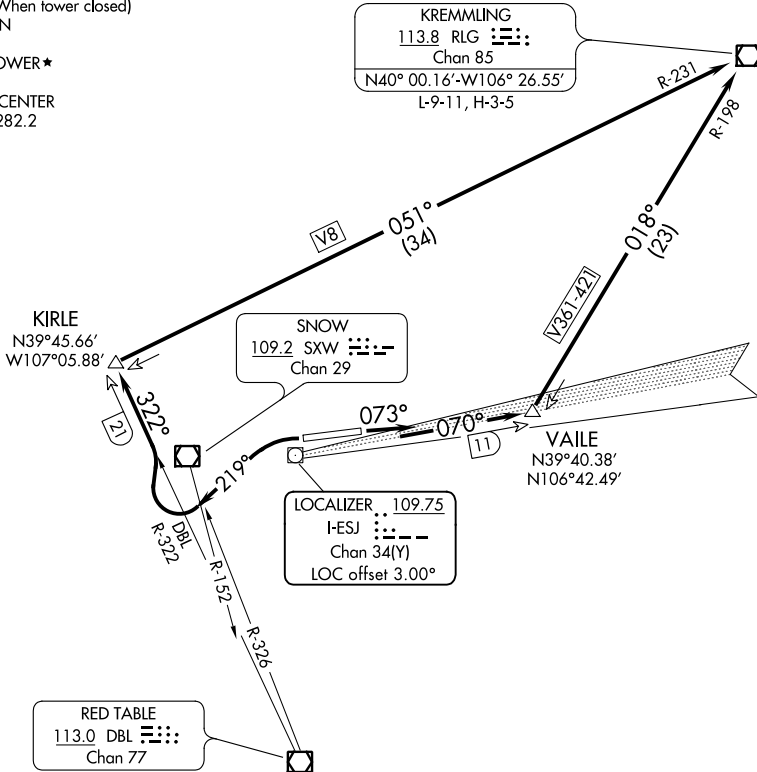 When tower closed)
N
OWER★
CENTER
282.2
KREMMLING
113.8 RLG
Chan 85
N40° 00.16′-W106° 26.55′
L-9-11, H-3-5
R-231
R-198
V8
051°
(34)
018°
(23)
V361-421
KIRLE
N39°45.66′
W107°05.88′
SNOW
109.2 SXW
Chan 29
21
322°
073°
070°
11
VAILE
N39°40.38′
N106°42.49′
219°
LOCALIZER 109.75
I-ESJ
Chan 34(Y)
LOC offset 3.00°
DBL
R-322
R-152
R-326
RED TABLE
113.0 DBL
Chan 77